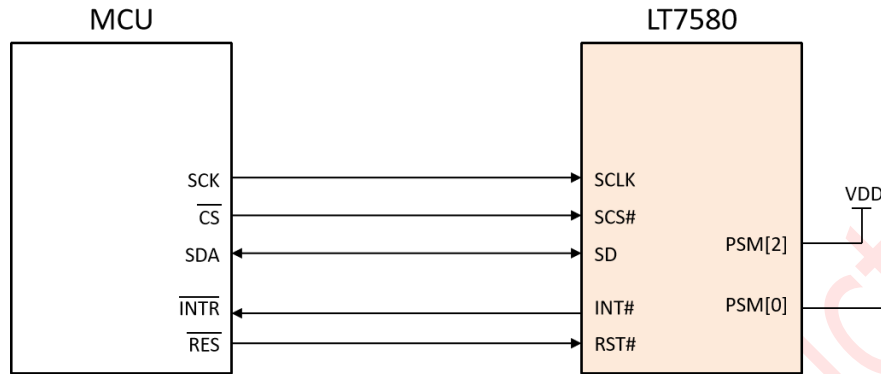 MCU LT7580
SCK SCLK
CS SCS#
SDA SD
INTR INT#
RES RST#
VDD
PSM[2]
PSM[0]